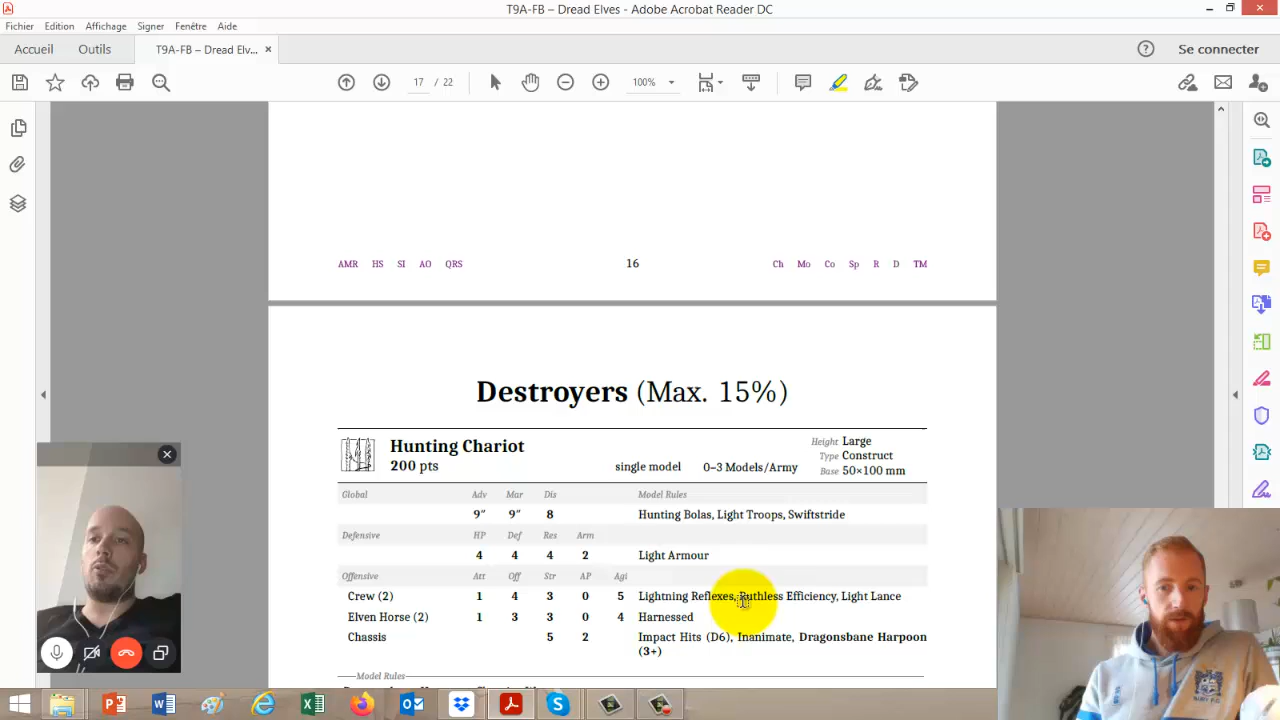 T9A-FB – Dread Elves - Adobe Acrobat Reader DC
Fichier Edition Affichage Signer Fenêtre Aide
Accueil Outils T9A-FB – Dread Elv... × Se connecter
17 / 22 100%
AMR HS SI AO QRS 16 Ch Mo Co Sp R D TM
Destroyers (Max. 15%)
Hunting Chariot
200 pts single model 0–3 Models/Army
Height Large
Type Construct
Base 50×100 mm
Global Adv Mar Dis Model Rules
9″ 9″ 8 Hunting Bolas, Light Troops, Swiftstride
Defensive HP Def Res Arm
4 4 4 2 Light Armour
Offensive Att Off Str AP Agi
Crew (2) 1 4 3 0 5 Lightning Reflexes, Ruthless Efficiency, Light Lance
Elven Horse (2) 1 3 3 0 4 Harnessed
Chassis 5 2 Impact Hits (D6), Inanimate, Dragonsbane Harpoon
(3+)
Model Rules